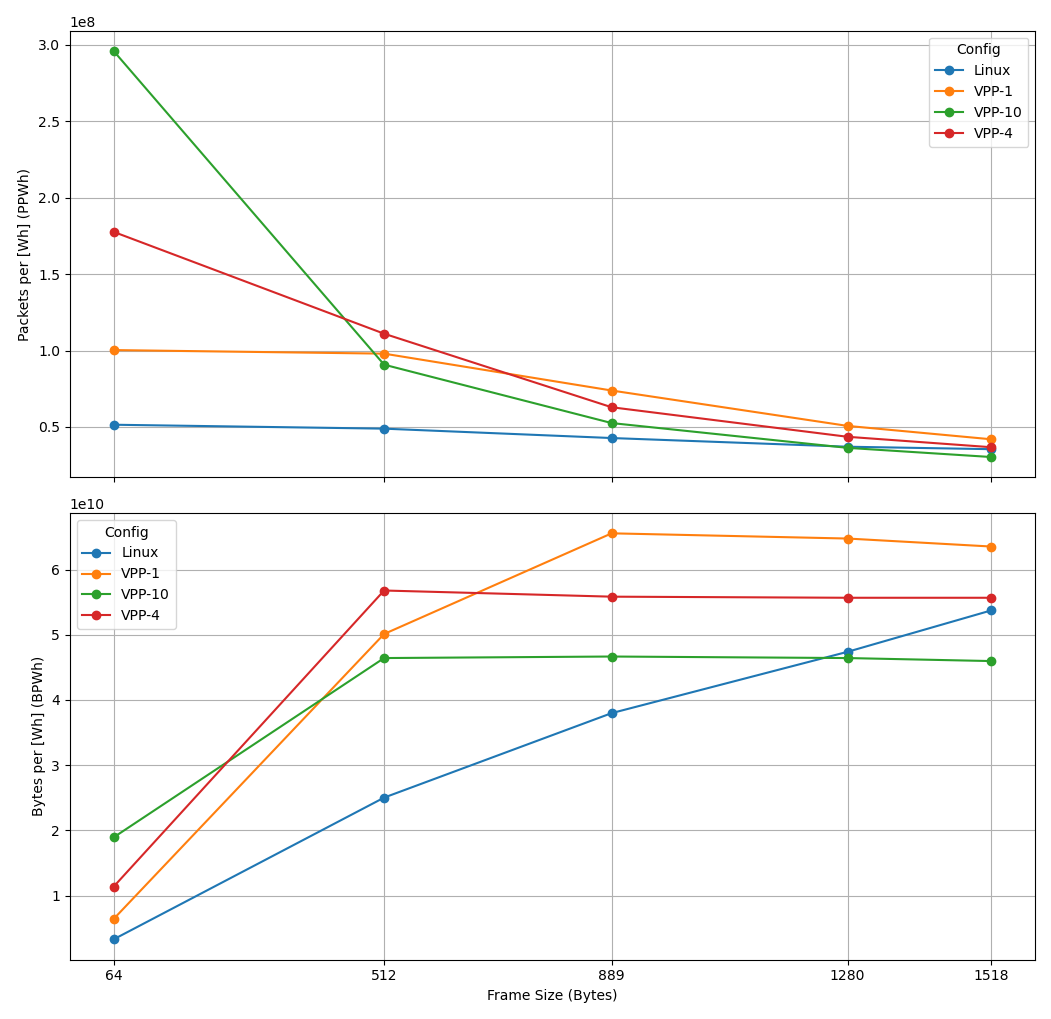 1e8
3.0
2.5
2.0
1.5
1.0
0.5
Packets per [Wh] (PPWh)
Config
Linux
VPP-1
VPP-10
VPP-4
1e10
6
5
4
3
2
1
Bytes per [Wh] (BPWh)
Config
Linux
VPP-1
VPP-10
VPP-4
64 512 889 1280 1518
Frame Size (Bytes)